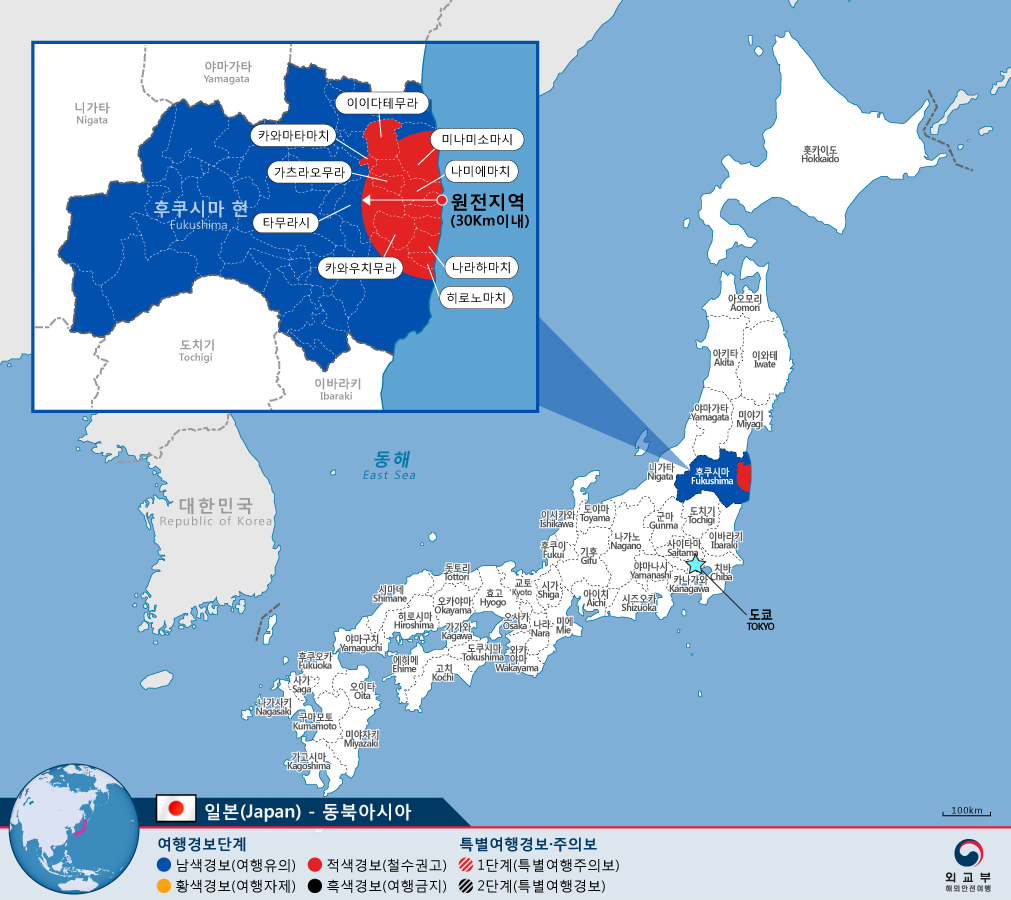 야마가타
Yamagata
니가타
Nigata
이이다테무라
카와마타마치
미나미소마시
가츠라오무라
나미에마치
후쿠시마 현
Fukushima
원전지역
(30Km이내)
타무라시
카와우치무라
나라하마치
히로노마치
도치기
Tochigi
이바라키
Ibaraki
홋카이도
Hokkaido
아오모리
Aomori
아키타
Akita
이와테
Iwate
야마가타
Yamagata
미야기
Miyagi
니가타
Nigata
후쿠시마
Fukushima
동해
East Sea
대한민국
Republic of Korea
이시카와
Ishikawa
토야마
Toyama
군마
Gunma
도치기
Tochigi
후쿠이
Fukui
기후
Gifu
나가노
Nagano
사이타마
Saitama
이바라키
Ibaraki
야마나시
Yamanashi
카나가와
Kanagawa
치바
Chiba
도쿄
TOKYO
돗토리
Tottori
시마네
Shimane
오카야마
Okayama
효고
Hyogo
교토
Kyoto
시가
Shiga
아이치
Aichi
시즈오카
Shizuoka
히로시마
Hiroshima
가가와
Kagawa
오사카
Osaka
나라
Nara
미에
Mie
야마구치
Yamaguchi
도쿠시마
Tokushima
와카
야마
Wakayama
에히메
Ehime
고치
Kochi
후쿠오카
Fukuoka
사가
Saga
오이타
Oita
나가사키
Nagasaki
구마모토
Kumamoto
미야자키
Miyazaki
가고시마
Kagoshima
100km
일본(Japan) - 동북아시아
여행경보단계
남색경보(여행유의)
적색경보(철수권고)
황색경보(여행자제)
흑색경보(여행금지)
특별여행경보·주의보
1단계(특별여행주의보)
2단계(특별여행경보)
외교부
해외안전여행